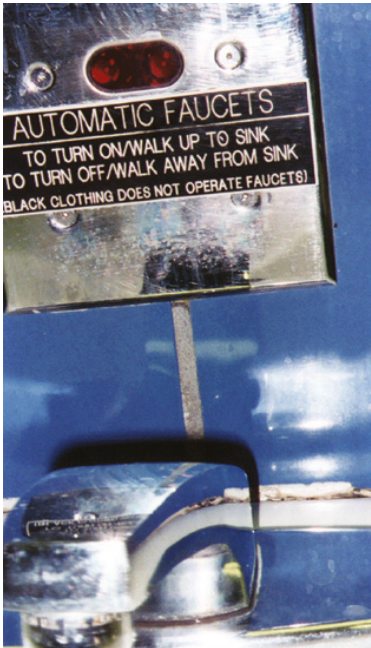 AUTOMATIC FAUCETS
TO TURN ON/WALK UP TO SINK
TO TURN OFF/WALK AWAY FROM SINK
(BLACK CLOTHING DOES NOT OPERATE FAUCETS)